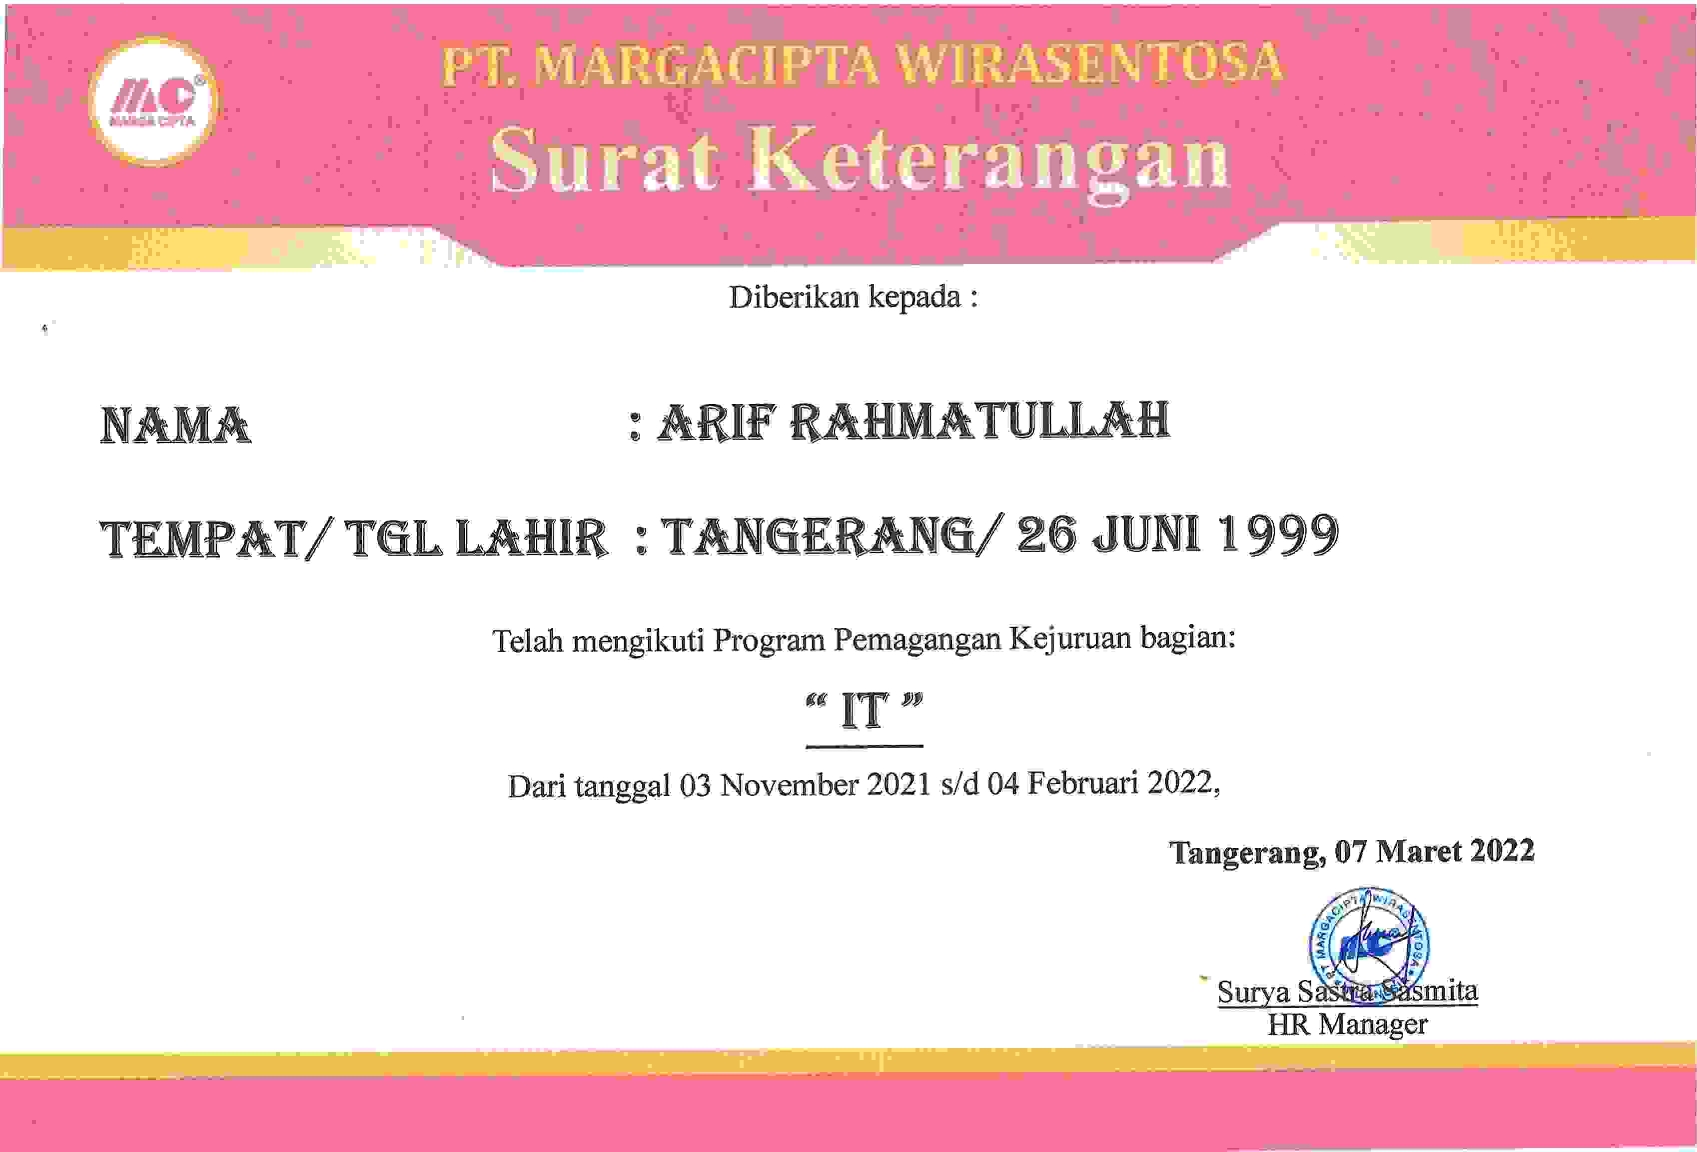 MC®
MARGA CIPTA
PT. MARGACIPTA WIRASENTOSA
Surat Keterangan
Diberikan kepada :
NAMA : ARIF RAHMATULLAH
TEMPAT/ TGL LAHIR : TANGERANG/ 26 JUNI 1999
Telah mengikuti Program Pemagangan Kejuruan bagian:
“ IT ”
Dari tanggal 03 November 2021 s/d 04 Februari 2022,
Tangerang, 07 Maret 2022
PT MARGACIPTA WIRASENTOSA
Surya Sastra Sasmita
HR Manager